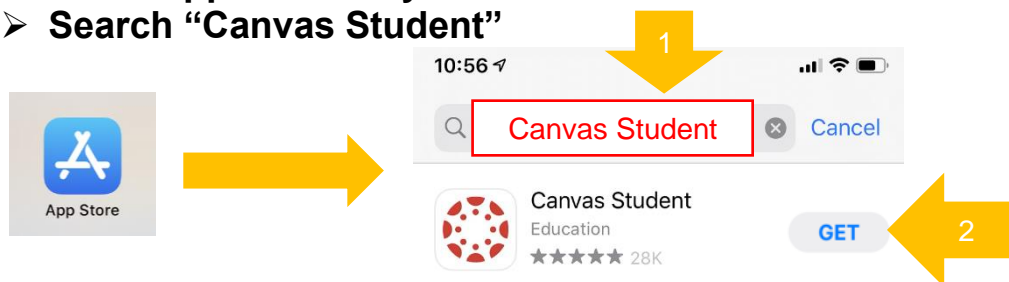 ➢ Search “Canvas Student”
1
10:56
Canvas Student
Cancel
App Store
Canvas Student
Education
28K
GET
2